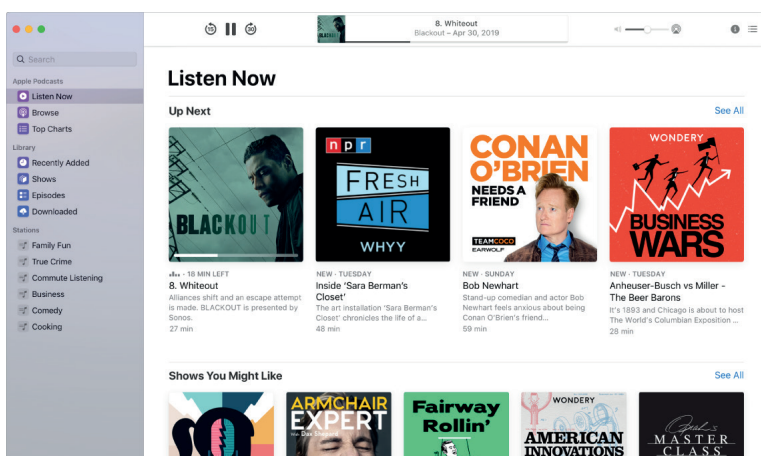 15
30
8. Whiteout
Blackout – Apr 30, 2019
Search
Apple Podcasts
Listen Now
Browse
Top Charts
Library
Recently Added
Shows
Episodes
Downloaded
Stations
Family Fun
True Crime
Commute Listening
Business
Comedy
Cooking
Listen Now
Up Next
See All
BLACKOUT
18 MIN LEFT
8. Whiteout
Alliances shift and an escape attempt
is made. BLACKOUT is presented by
Sonos.
27 min
npr
FRESH
AIR
WHYY
NEW · TUESDAY
Inside ‘Sara Berman’s
Closet’
The art installation ‘Sara Berman’s
Closet’ chronicles the life of a...
48 min
CONAN
O’BRIEN
NEEDS A
FRIEND
TEAMCOCO
EARWOLF
NEW · SUNDAY
Bob Newhart
Stand-up comedian and actor Bob
Newhart feels anxious about being
Conan O’Brien’s friend...
59 min
WONDERY
BUSINESS
WARS
NEW · TUESDAY
Anheuser-Busch vs Miller -
The Beer Barons
It’s 1893 and Chicago is about to host
The World’s Columbian Exposition ...
28 min
Shows You Might Like
See All
ARMCHAIR
EXPERT
with Dax Shepard
Fairway
Rollin’
WONDERY
AMERICAN
INNOVATIONS
Oprah’s
MASTER
CLASS